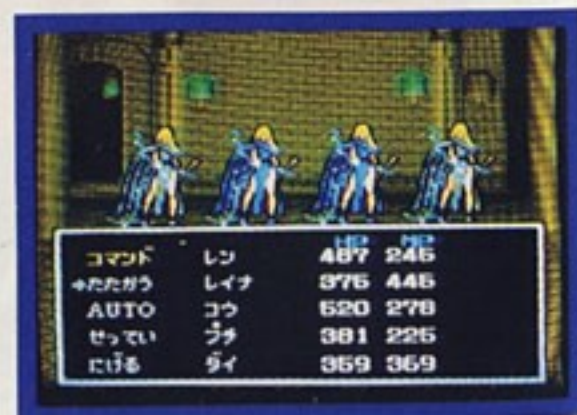 HP MP
コマンド レン 487 245
➔たたかう レイナ 375 445
AUTO コウ 520 278
せってい プチ 381 225
にげる ダイ 359 369